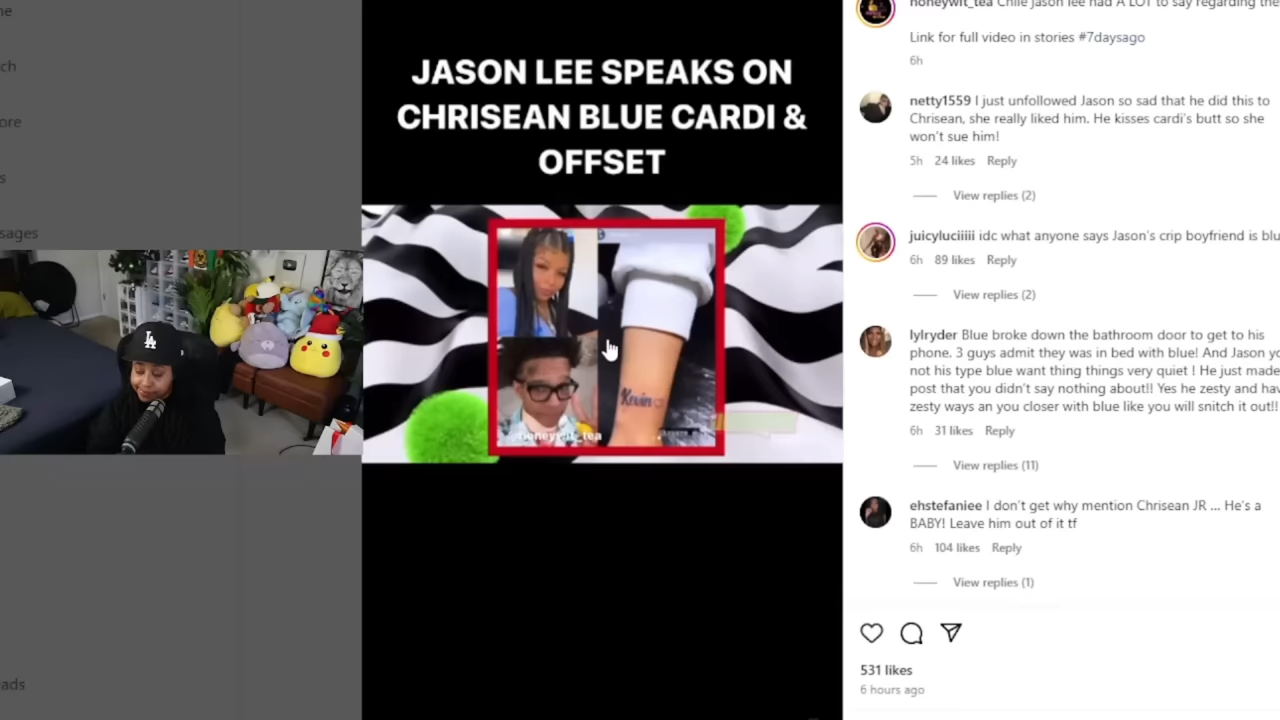 ne
ch
ore
s
sages
ads
LA
JASON LEE SPEAKS ON
CHRISEAN BLUE CARDI &
OFFSET
Kevin
honeywit_tea
honeywit_tea Chile Jason lee had A LOT to say regarding the
Link for full video in stories #7daysago
6h
netty1559 I just unfollowed Jason so sad that he did this to
Chrisean, she really liked him. He kisses cardi's butt so she
won't sue him!
5h 24 likes Reply
View replies (2)
juicyluciiiii idc what anyone says Jason's crip boyfriend is blu
6h 89 likes Reply
View replies (2)
lylryder Blue broke down the bathroom door to get to his
phone. 3 guys admit they was in bed with blue! And Jason yo
not his type blue want thing things very quiet ! He just made
post that you didn't say nothing about!! Yes he zesty and hav
zesty ways an you closer with blue like you will snitch it out!!
6h 31 likes Reply
View replies (11)
ehstefaniee I don't get why mention Chrisean JR ... He's a
BABY! Leave him out of it tf
6h 104 likes Reply
View replies (1)
531 likes
6 hours ago